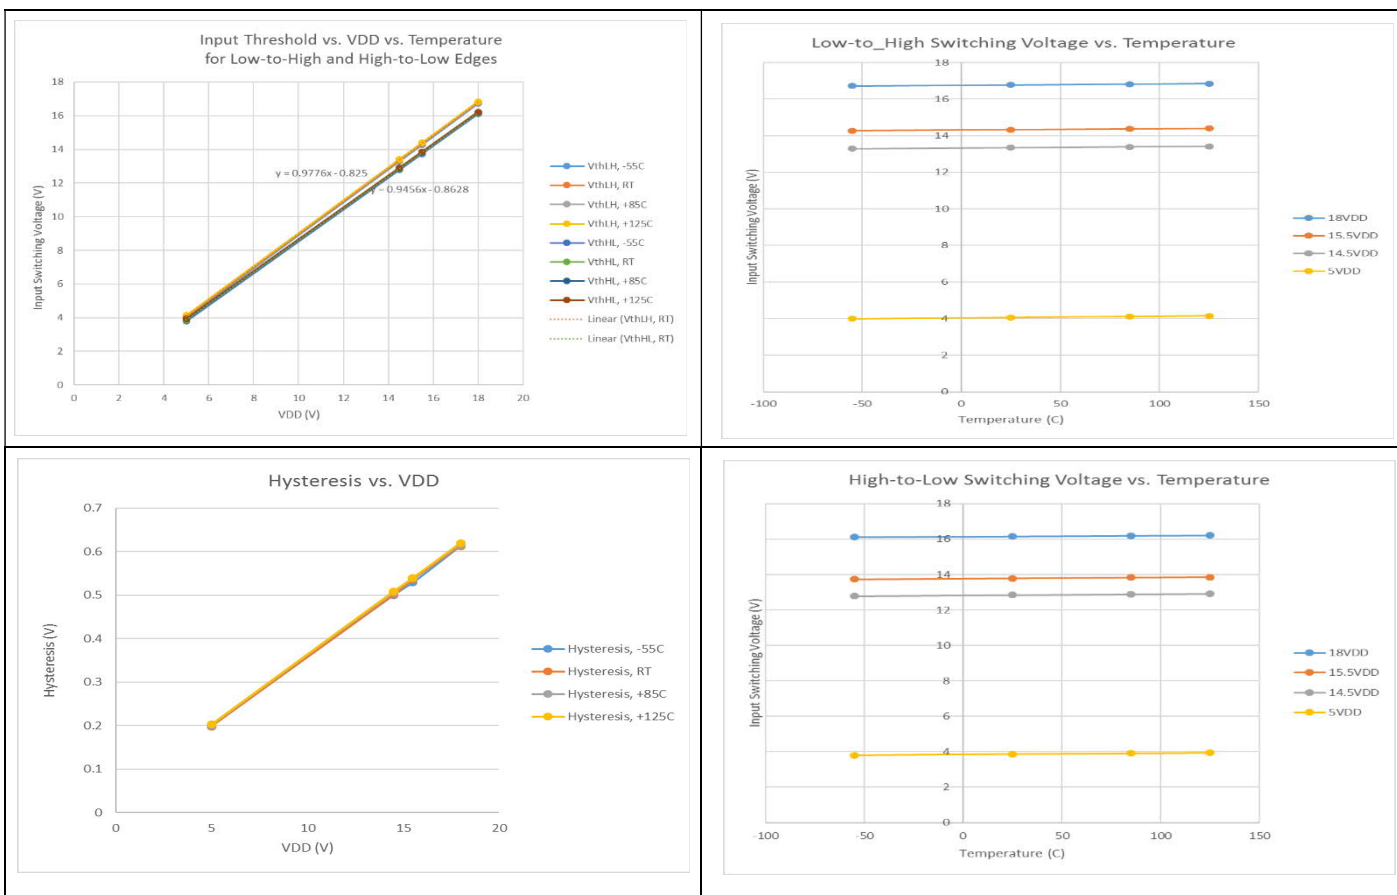 Input Threshold vs. VDD vs. Temperature
for Low-to-High and High-to-Low Edges
18
16
14
12
10
8
6
4
2
0
Input Switching Voltage (V)
y = 0.9776x - 0.825
y = 0.9456x - 0.8628
0 2 4 6 8 10 12 14 16 18 20
VDD (V)
VthLH, -55C
VthLH, RT
VthLH, +85C
VthLH, +125C
VthHL, -55C
VthHL, RT
VthHL, +85C
VthHL, +125C
Linear (VthLH, RT)
Linear (VthHL, RT)
Low-to_High Switching Voltage vs. Temperature
18
16
14
12
10
8
6
4
2
0
Input Switching Voltage (V)
-100 -50 0 50 100 150
Temperature (C)
18VDD
15.5VDD
14.5VDD
5VDD
Hysteresis vs. VDD
0.7
0.6
0.5
0.4
0.3
0.2
0.1
0
Hysteresis (V)
0 5 10 15 20
VDD (V)
Hysteresis, -55C
Hysteresis, RT
Hysteresis, +85C
Hysteresis, +125C
High-to-Low Switching Voltage vs. Temperature
18
16
14
12
10
8
6
4
2
0
Input Switching Voltage (V)
-100 -50 0 50 100 150
Temperature (C)
18VDD
15.5VDD
14.5VDD
5VDD